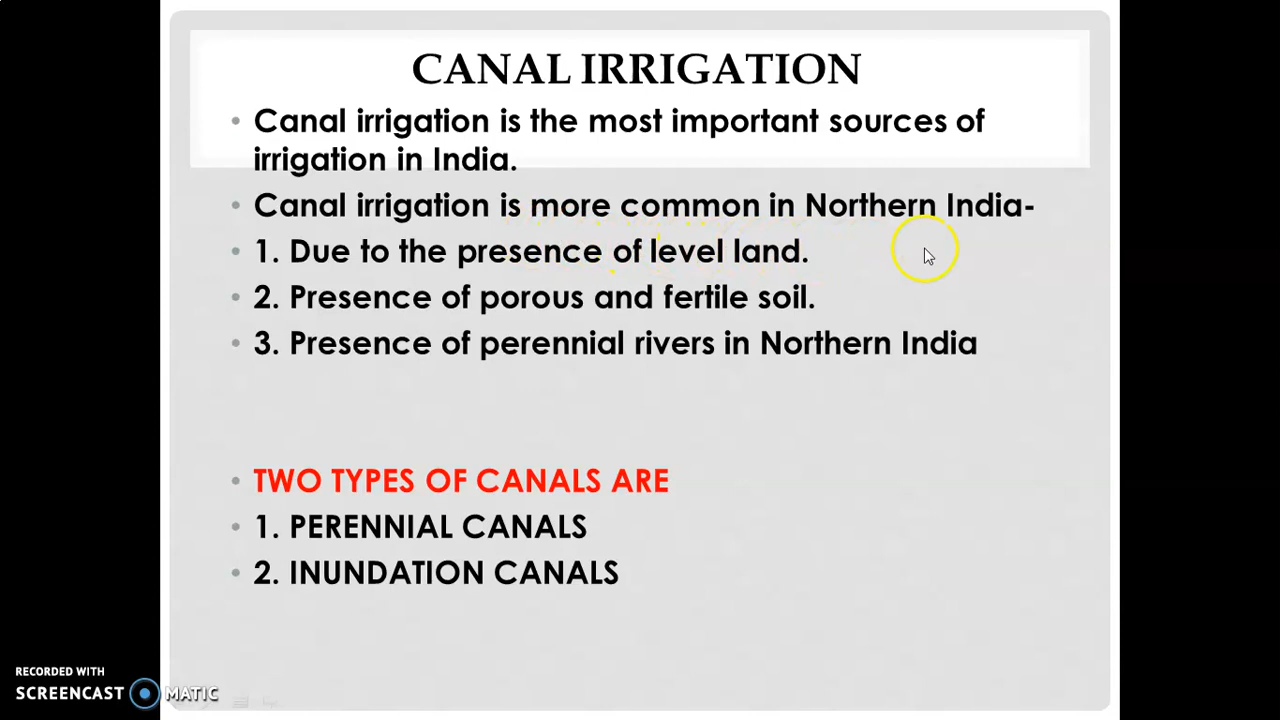 CANAL IRRIGATION
• Canal irrigation is the most important sources of
irrigation in India.
• Canal irrigation is more common in Northern India-
• 1. Due to the presence of level land.
• 2. Presence of porous and fertile soil.
• 3. Presence of perennial rivers in Northern India
• TWO TYPES OF CANALS ARE
• 1. PERENNIAL CANALS
• 2. INUNDATION CANALS
RECORDED WITH
SCREENCAST MATIC